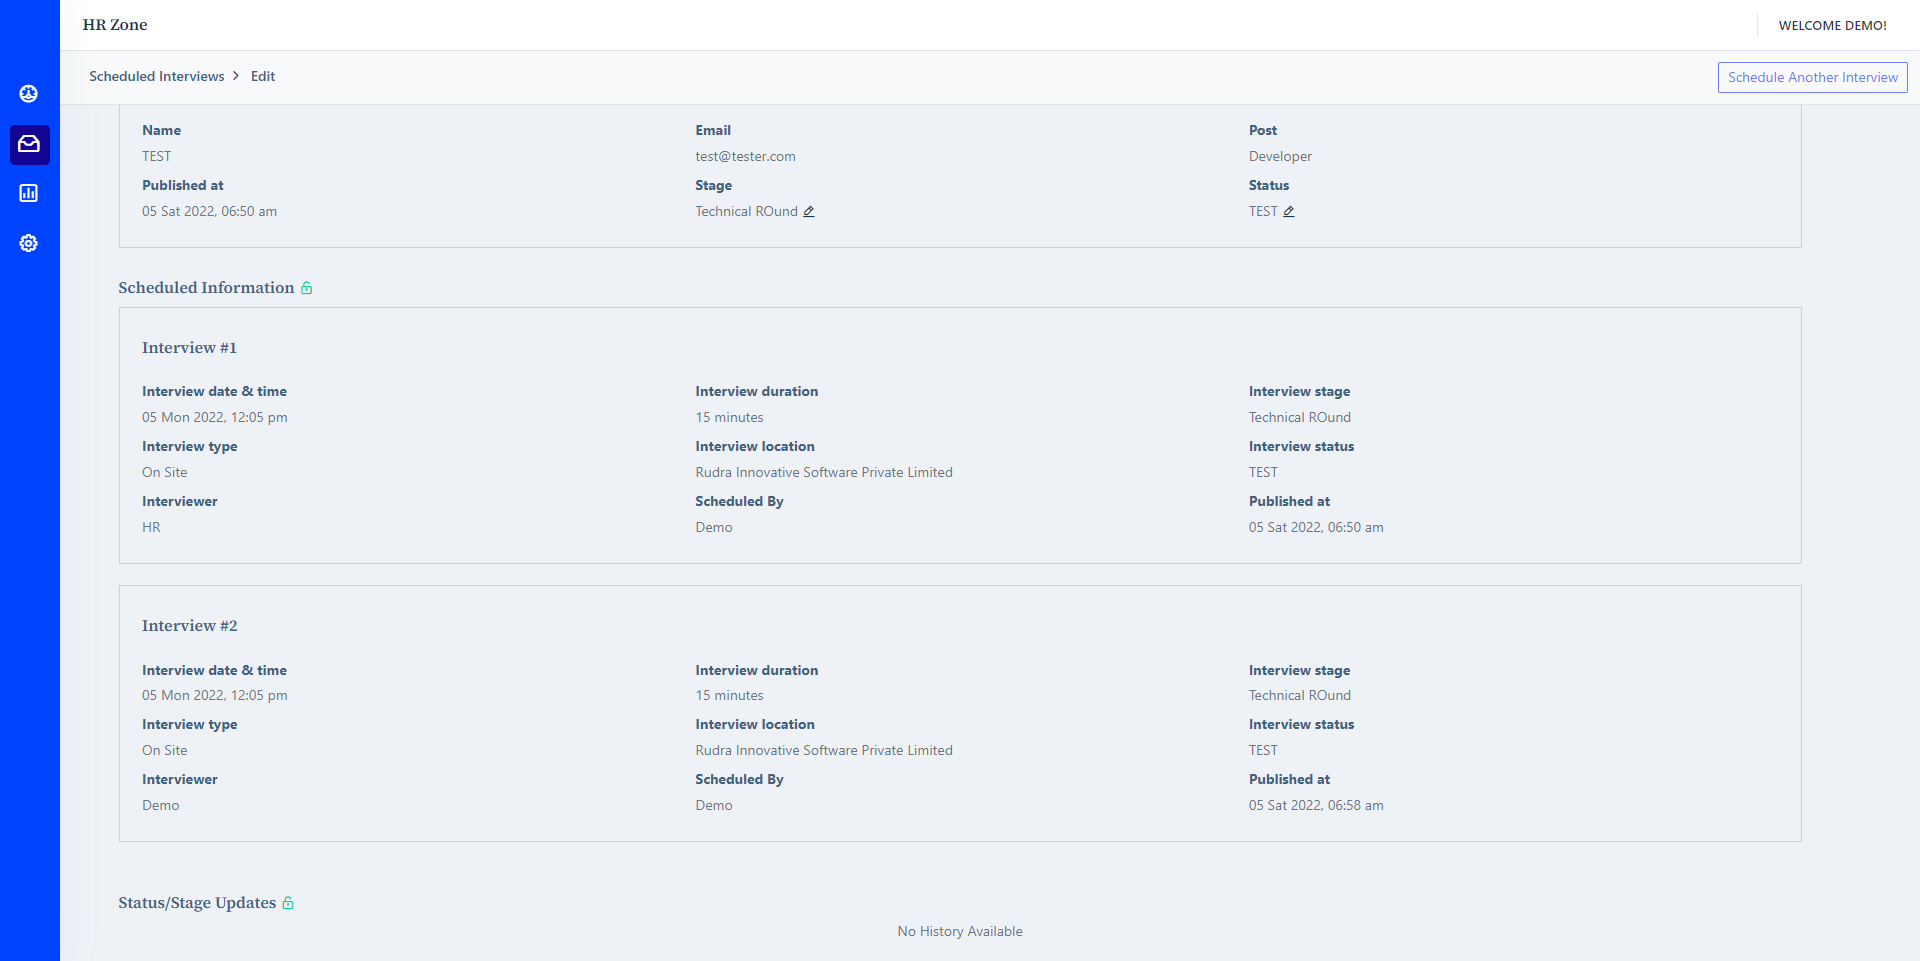 HR Zone
WELCOME DEMO!
Scheduled Interviews > Edit
Schedule Another Interview
Name Email Post
TEST test@tester.com Developer
Published at Stage Status
05 Sat 2022, 06:50 am Technical ROund TEST
Scheduled Information
Interview #1
Interview date & time Interview duration Interview stage
05 Mon 2022, 12:05 pm 15 minutes Technical ROund
Interview type Interview location Interview status
On Site Rudra Innovative Software Private Limited TEST
Interviewer Scheduled By Published at
HR Demo 05 Sat 2022, 06:50 am
Interview #2
Interview date & time Interview duration Interview stage
05 Mon 2022, 12:05 pm 15 minutes Technical ROund
Interview type Interview location Interview status
On Site Rudra Innovative Software Private Limited TEST
Interviewer Scheduled By Published at
Demo Demo 05 Sat 2022, 06:58 am
Status/Stage Updates
No History Available